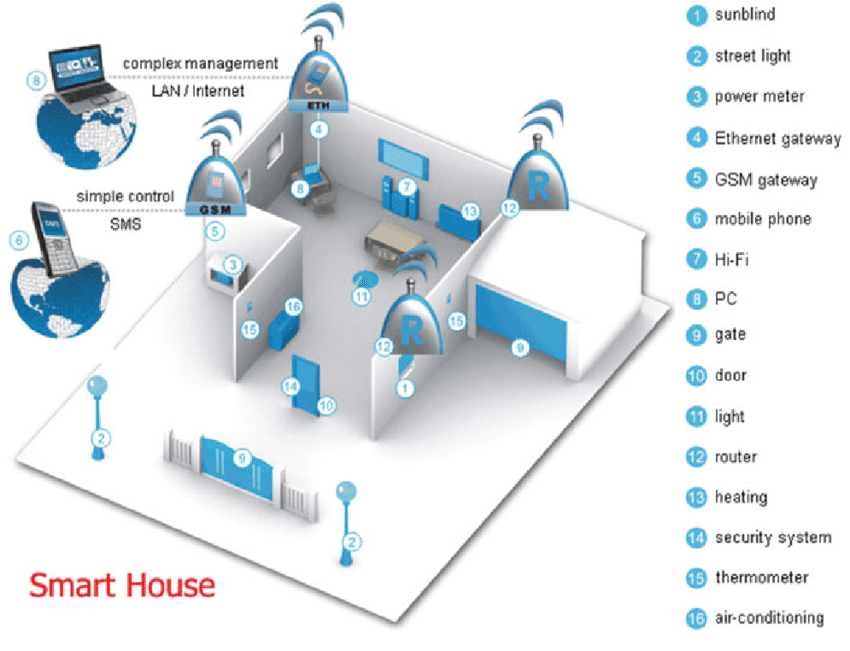 complex management
LAN / Internet
ETH
8
4
simple control
SMS
GSM
6
5
8
7
13
12
R
3
11
15
16
12
R
15
9
1
14
10
2
9
2
Smart House
1 sunblind
2 street light
3 power meter
4 Ethernet gateway
5 GSM gateway
6 mobile phone
7 Hi-Fi
8 PC
9 gate
10 door
11 light
12 router
13 heating
14 security system
15 thermometer
16 air-conditioning